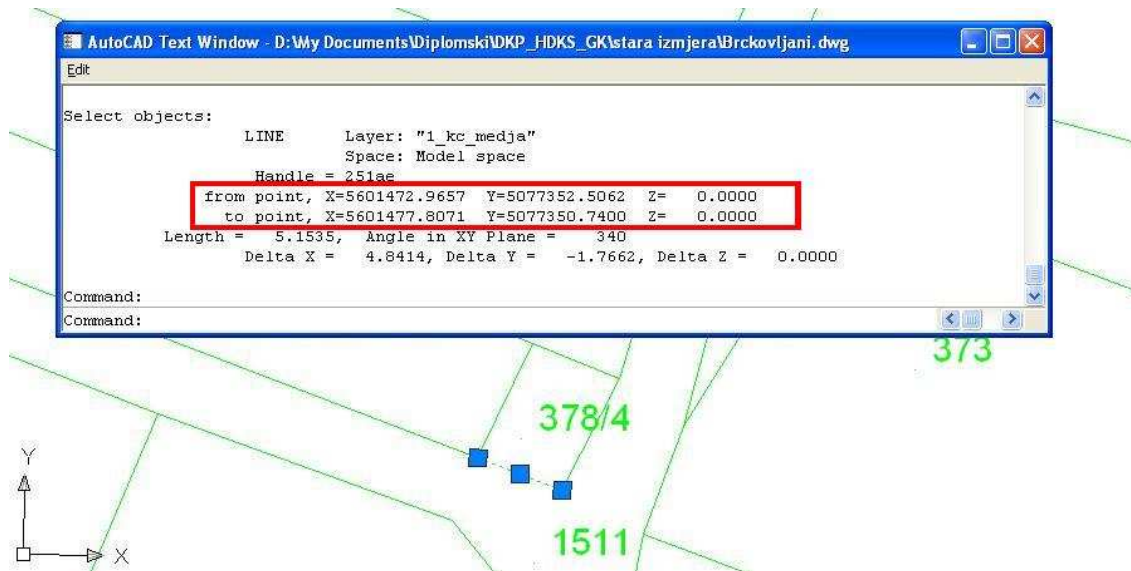 AutoCAD Text Window - D:\My Documents\Diplomski\DKP_HDKS_GK\stara izmjera\Brckovljani.dwg
Edit
Select objects:
LINE Layer: "1_kc_medja"
Space: Model space
Handle = 251ae
from point, X=5601472.9657 Y=5077352.5062 Z= 0.0000
to point, X=5601477.8071 Y=5077350.7400 Z= 0.0000
Length = 5.1535, Angle in XY Plane = 340
Delta X = 4.8414, Delta Y = -1.7662, Delta Z = 0.0000
Command:
Command:
373
378/4
Y
X
1511